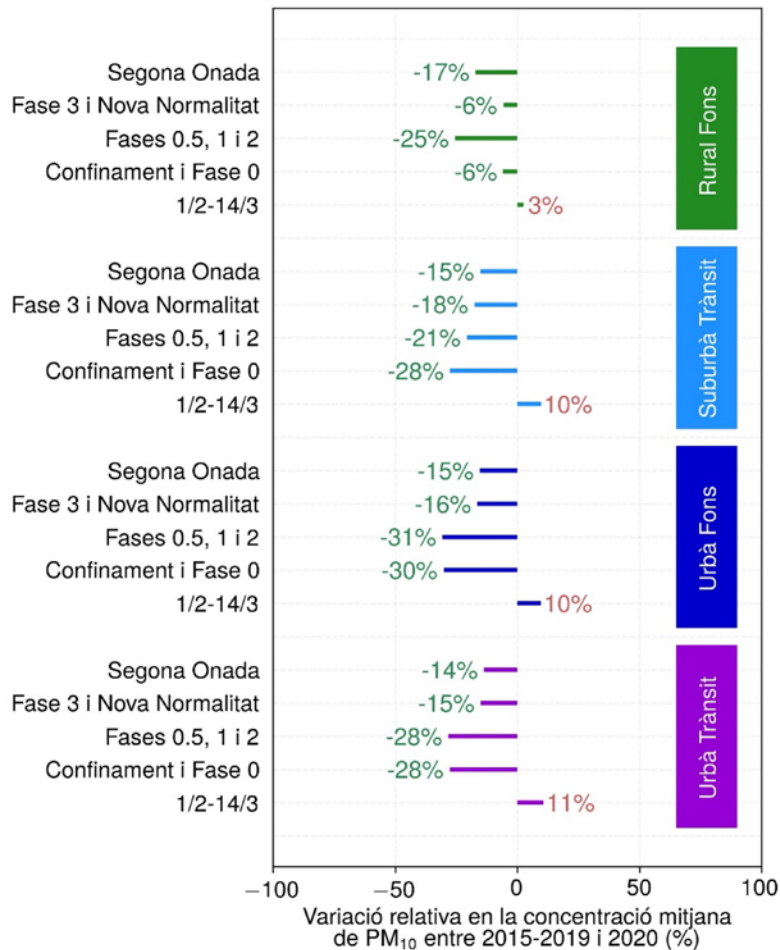 Segona Onada -17%
Fase 3 i Nova Normalitat -6%
Fases 0.5, 1 i 2 -25%
Confinament i Fase 0 -6%
1/2-14/3 3%
Rural Fons
Segona Onada -15%
Fase 3 i Nova Normalitat -18%
Fases 0.5, 1 i 2 -21%
Confinament i Fase 0 -28%
1/2-14/3 10%
Suburbà Trànsit
Segona Onada -15%
Fase 3 i Nova Normalitat -16%
Fases 0.5, 1 i 2 -31%
Confinament i Fase 0 -30%
1/2-14/3 10%
Urbà Fons
Segona Onada -14%
Fase 3 i Nova Normalitat -15%
Fases 0.5, 1 i 2 -28%
Confinament i Fase 0 -28%
1/2-14/3 11%
Urbà Trànsit
−100 −50 0 50 100
Variació relativa en la concentració mitjana
de PM₁₀ entre 2015-2019 i 2020 (%)